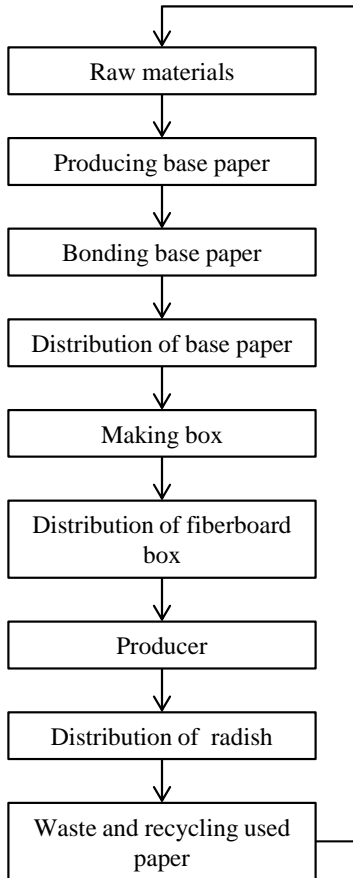 Raw materials
Producing base paper
Bonding base paper
Distribution of base paper
Making box
Distribution of fiberboard
box
Producer
Distribution of radish
Waste and recycling used
paper